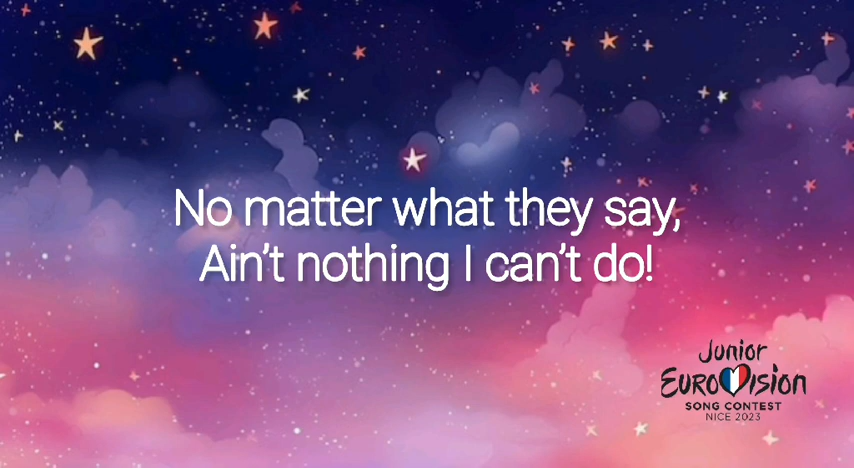 No matter what they say,
Ain't nothing I can't do!
Junior
EUROVISION
SONG CONTEST
NICE 2023